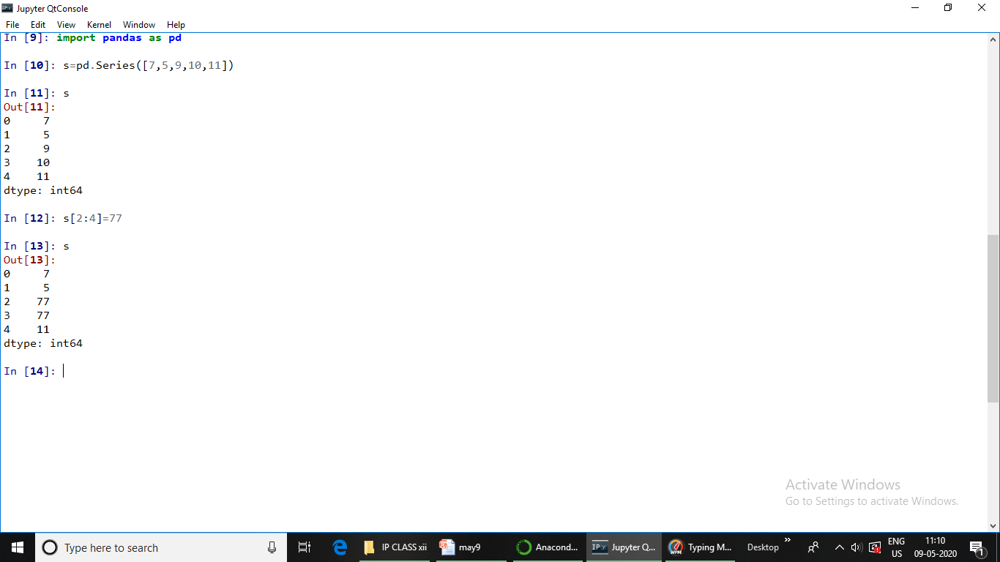 Jupyter QtConsole
File Edit View Kernel Window Help
In [9]: import pandas as pd
In [10]: s=pd.Series([7,5,9,10,11])
In [11]: s
Out[11]:
0 7
1 5
2 9
3 10
4 11
dtype: int64
In [12]: s[2:4]=77
In [13]: s
Out[13]:
0 7
1 5
2 77
3 77
4 11
dtype: int64
In [14]:
Activate Windows
Go to Settings to activate Windows.
Type here to search
IP CLASS xii
may9
Anacond...
IP[y]: Jupyter Q...
WPM Typing M...
Desktop
ENG
US
11:10
09-05-2020
1